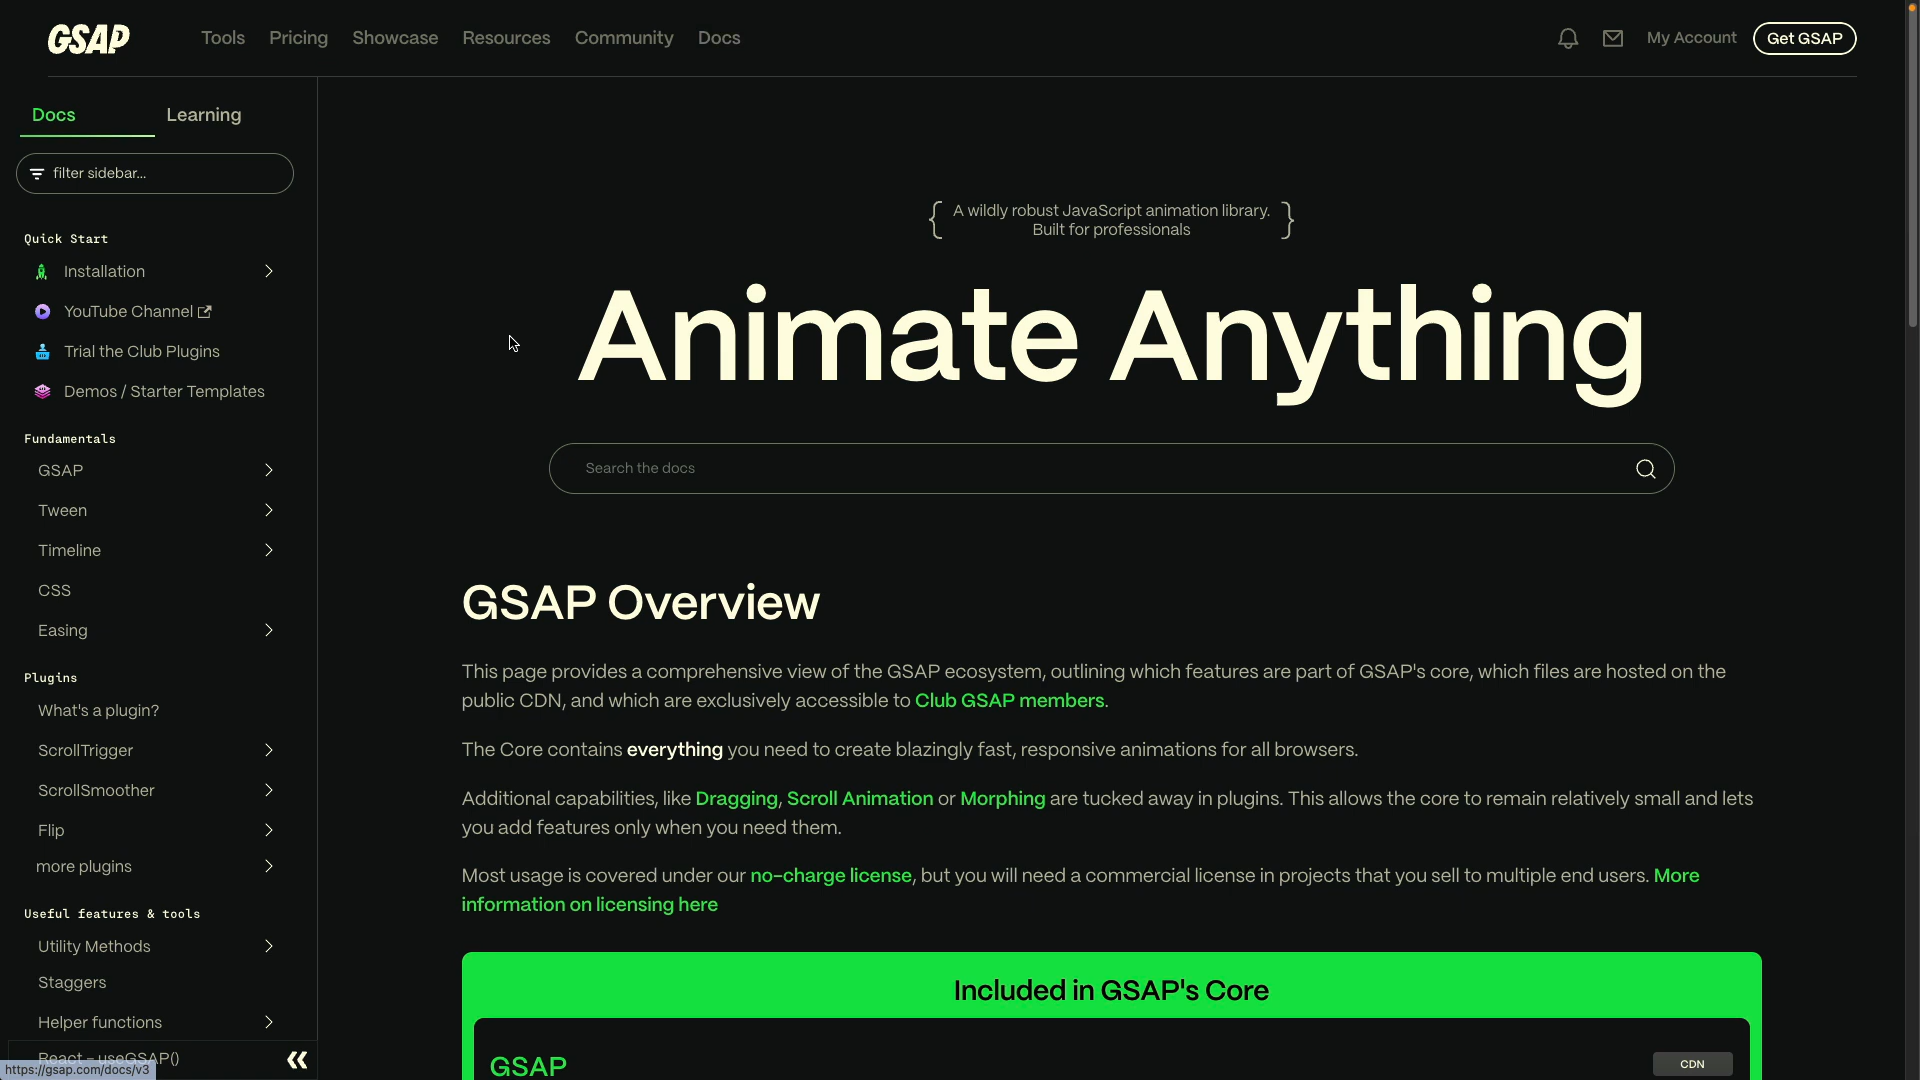 GSAP
Tools Pricing Showcase Resources Community Docs
My Account Get GSAP
Docs Learning
filter sidebar...
Quick Start
Installation
YouTube Channel
Trial the Club Plugins
Demos / Starter Templates
Fundamentals
GSAP
Tween
Timeline
CSS
Easing
Plugins
What's a plugin?
ScrollTrigger
ScrollSmoother
Flip
more plugins
Useful features & tools
Utility Methods
Staggers
Helper functions
React - useGSAP()
https://gsap.com/docs/v3
{ A wildly robust JavaScript animation library. }
Built for professionals
Animate Anything
Search the docs
GSAP Overview
This page provides a comprehensive view of the GSAP ecosystem, outlining which features are part of GSAP's core, which files are hosted on the
public CDN, and which are exclusively accessible to Club GSAP members.
The Core contains everything you need to create blazingly fast, responsive animations for all browsers.
Additional capabilities, like Dragging, Scroll Animation or Morphing are tucked away in plugins. This allows the core to remain relatively small and lets
you add features only when you need them.
Most usage is covered under our no-charge license, but you will need a commercial license in projects that you sell to multiple end users. More
information on licensing here
Included in GSAP's Core
GSAP
CDN